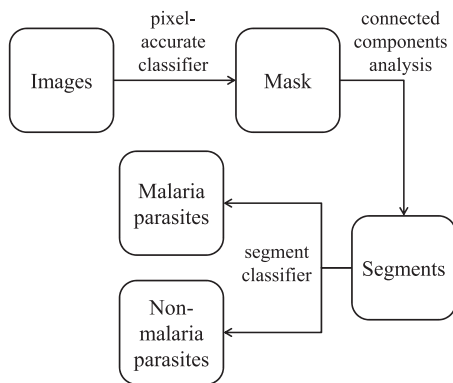 pixel-
accurate
classifier
connected
components
analysis
Images
Mask
Malaria
parasites
segment
classifier
Segments
Non-
malaria
parasites